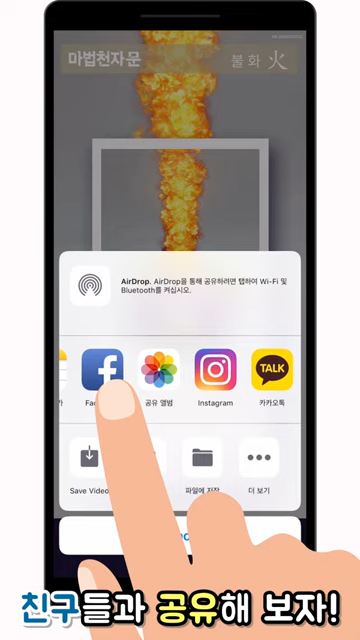 마법천자문
불 화 火
AirDrop. AirDrop을 통해 공유하려면 탭하여 Wi-Fi 및
Bluetooth를 켜십시오.
공유 앨범
Instagram
TALK
카카오톡
Save Video
파일에 저장
더 보기
친구들과 공유해 보자!